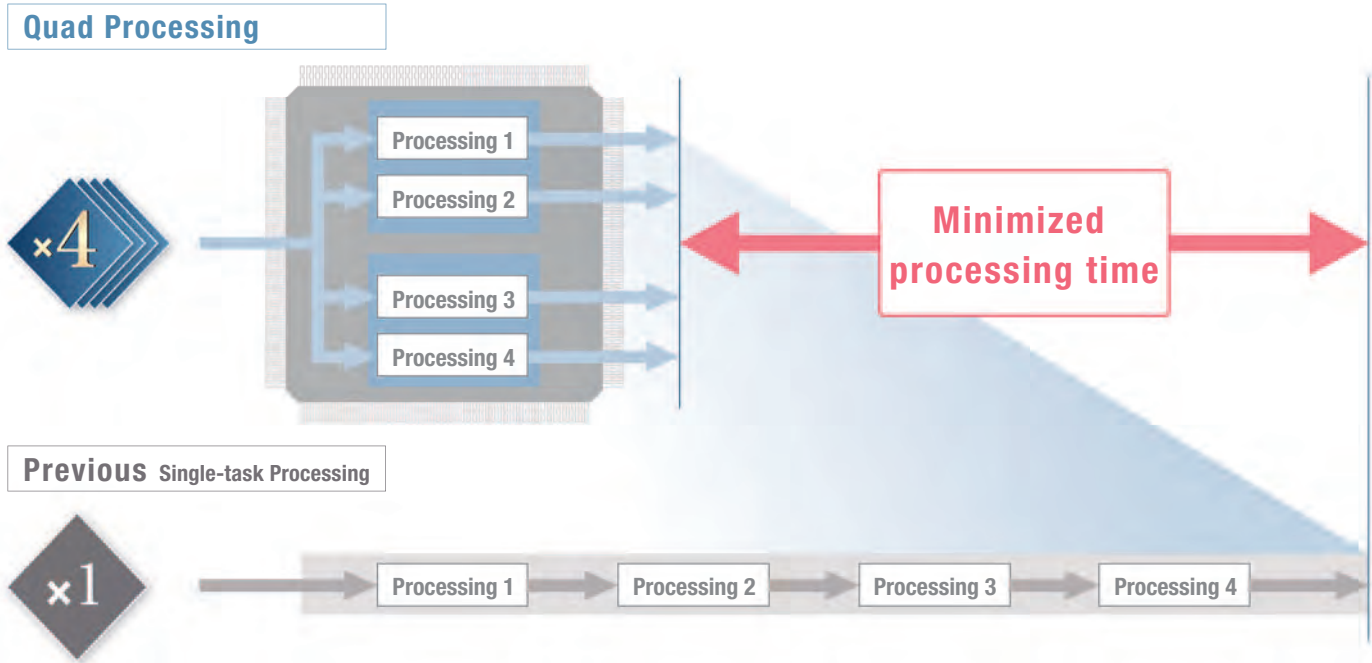 Quad Processing
×4
Processing 1
Processing 2
Processing 3
Processing 4
Minimized
processing time
Previous Single-task Processing
×1
Processing 1
Processing 2
Processing 3
Processing 4